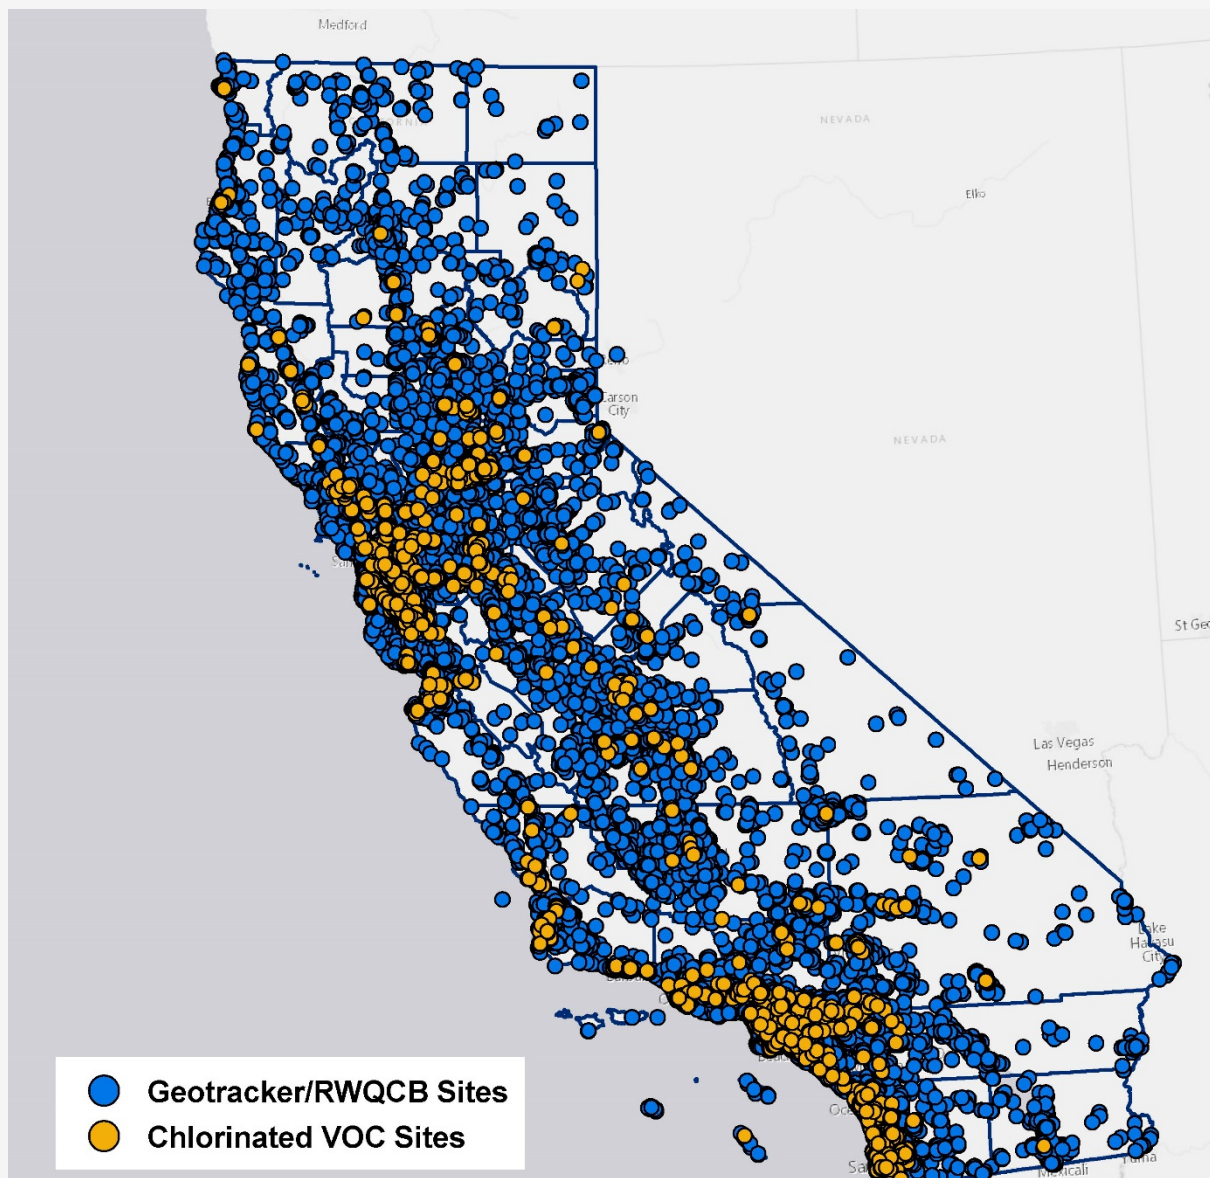 Medford
NEVADA
Elko
Carson
City
NEVADA
St Geo
Las Vegas
Henderson
Lake
Havasu
City
Mexicali
Yuma
Geotracker/RWQCB Sites
Chlorinated VOC Sites